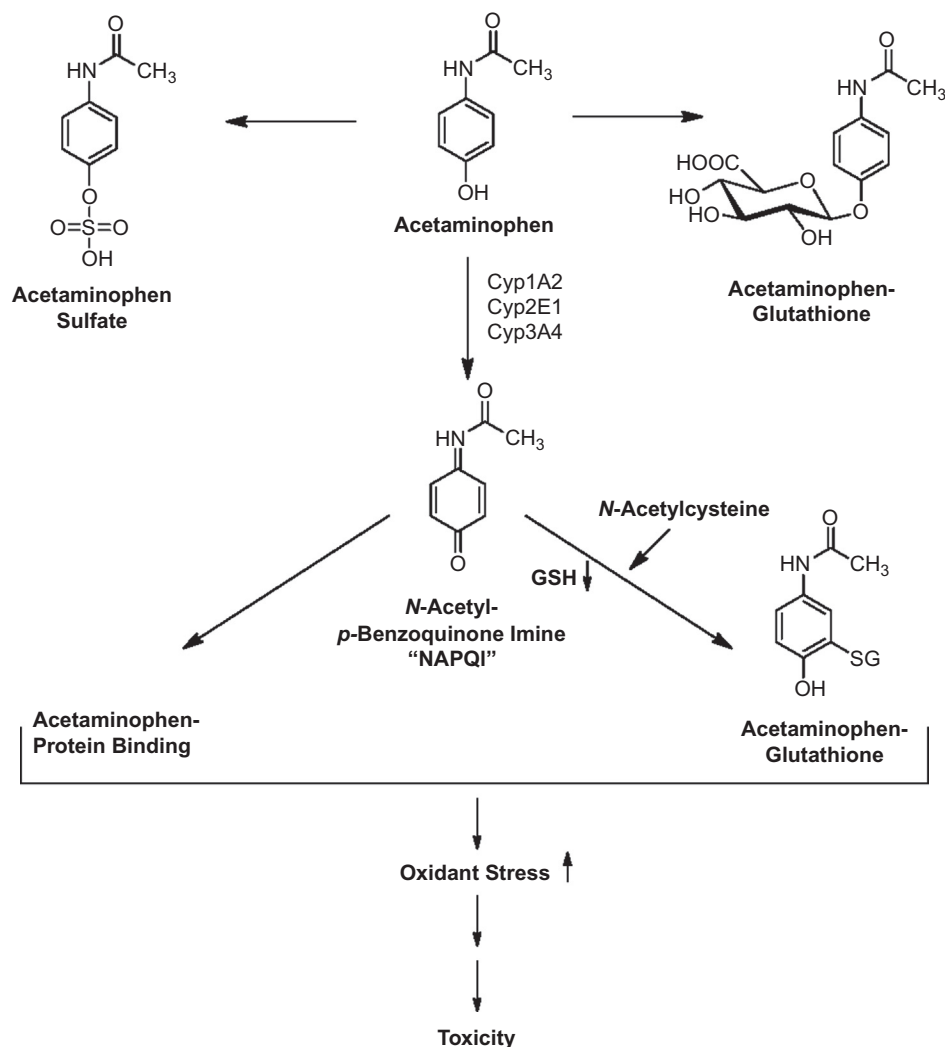 O
HN
CH3
O
S
O
O
OH
Acetaminophen
Sulfate
O
HN
CH3
OH
Acetaminophen
O
HN
CH3
HOOC
O
HO
HO
OH
O
Acetaminophen-
Glutathione
Cyp1A2
Cyp2E1
Cyp3A4
O
HN
CH3
O
N-Acetyl-
p-Benzoquinone Imine
“NAPQI”
N-Acetylcysteine
GSH
O
HN
CH3
SG
OH
Acetaminophen-
Protein Binding
Acetaminophen-
Glutathione
Oxidant Stress
Toxicity